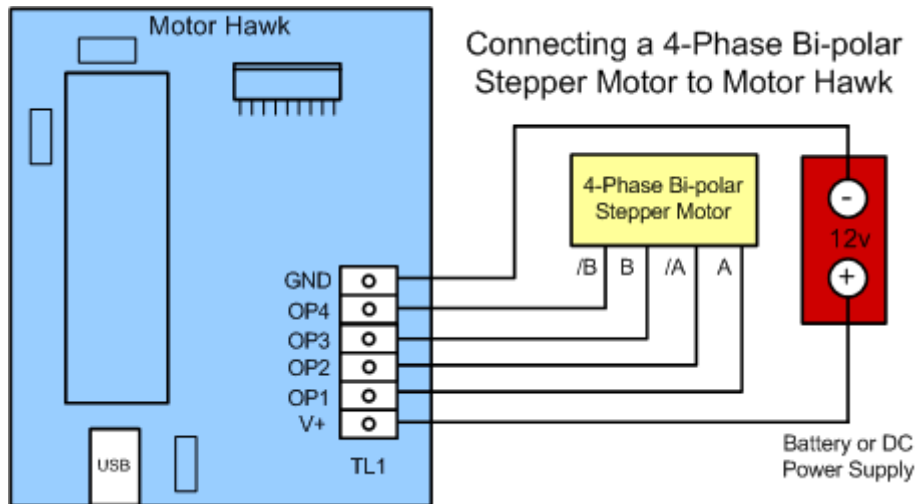 Motor Hawk
Connecting a 4-Phase Bi-polar
Stepper Motor to Motor Hawk
4-Phase Bi-polar
Stepper Motor
-
12v
+
/B B /A A
GND
OP4
OP3
OP2
OP1
V+
TL1
USB
Battery or DC
Power Supply